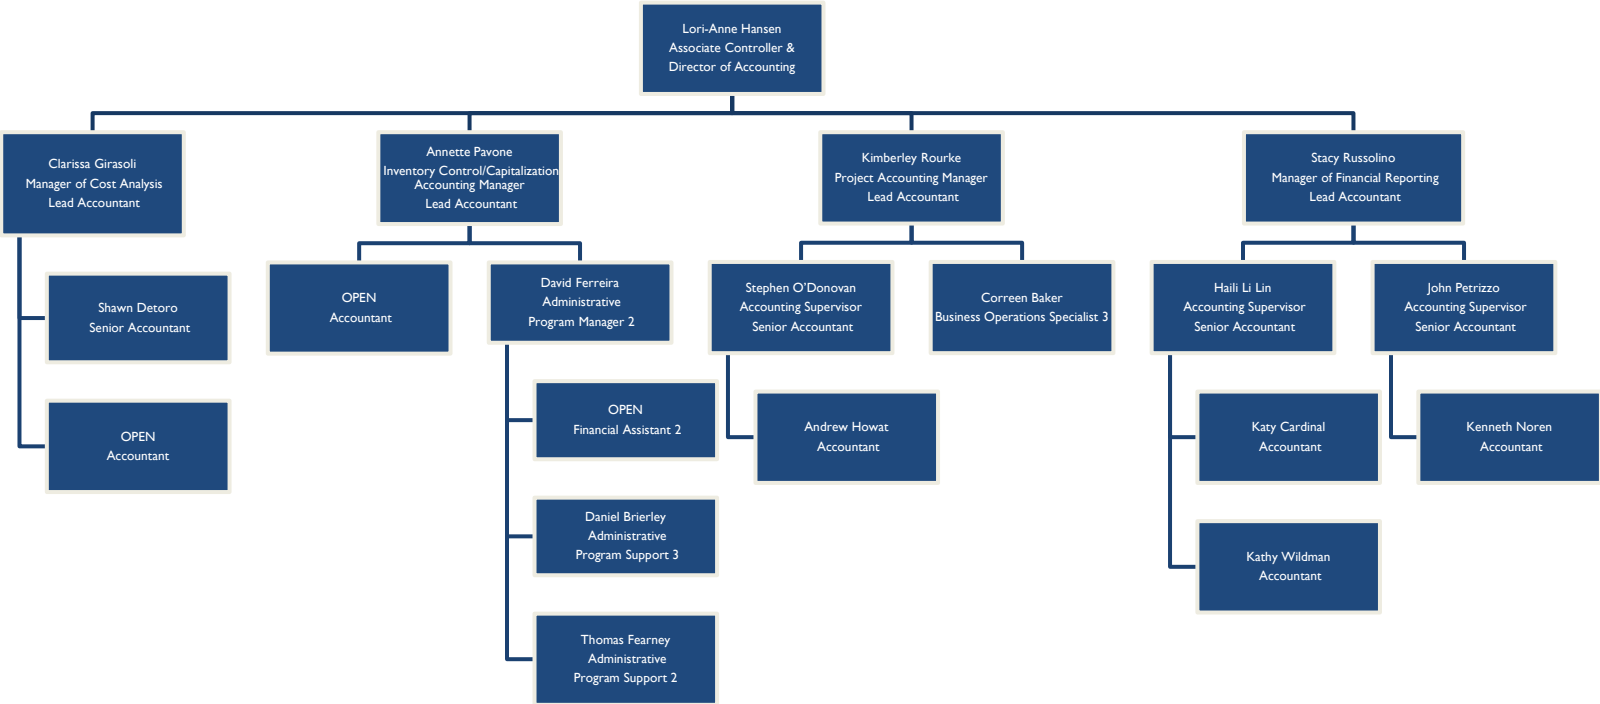 Lori-Anne Hansen
Associate Controller &
Director of Accounting
Clarissa Girasoli
Manager of Cost Analysis
Lead Accountant
Annette Pavone
Inventory Control/Capitalization
Accounting Manager
Lead Accountant
Kimberley Rourke
Project Accounting Manager
Lead Accountant
Stacy Russolino
Manager of Financial Reporting
Lead Accountant
Shawn Detoro
Senior Accountant
OPEN
Accountant
OPEN
Accountant
David Ferreira
Administrative
Program Manager 2
OPEN
Financial Assistant 2
Daniel Brierley
Administrative
Program Support 3
Thomas Fearney
Administrative
Program Support 2
Stephen O’Donovan
Accounting Supervisor
Senior Accountant
Correen Baker
Business Operations Specialist 3
Andrew Howat
Accountant
Haili Li Lin
Accounting Supervisor
Senior Accountant
John Petrizzo
Accounting Supervisor
Senior Accountant
Katy Cardinal
Accountant
Kathy Wildman
Accountant
Kenneth Noren
Accountant